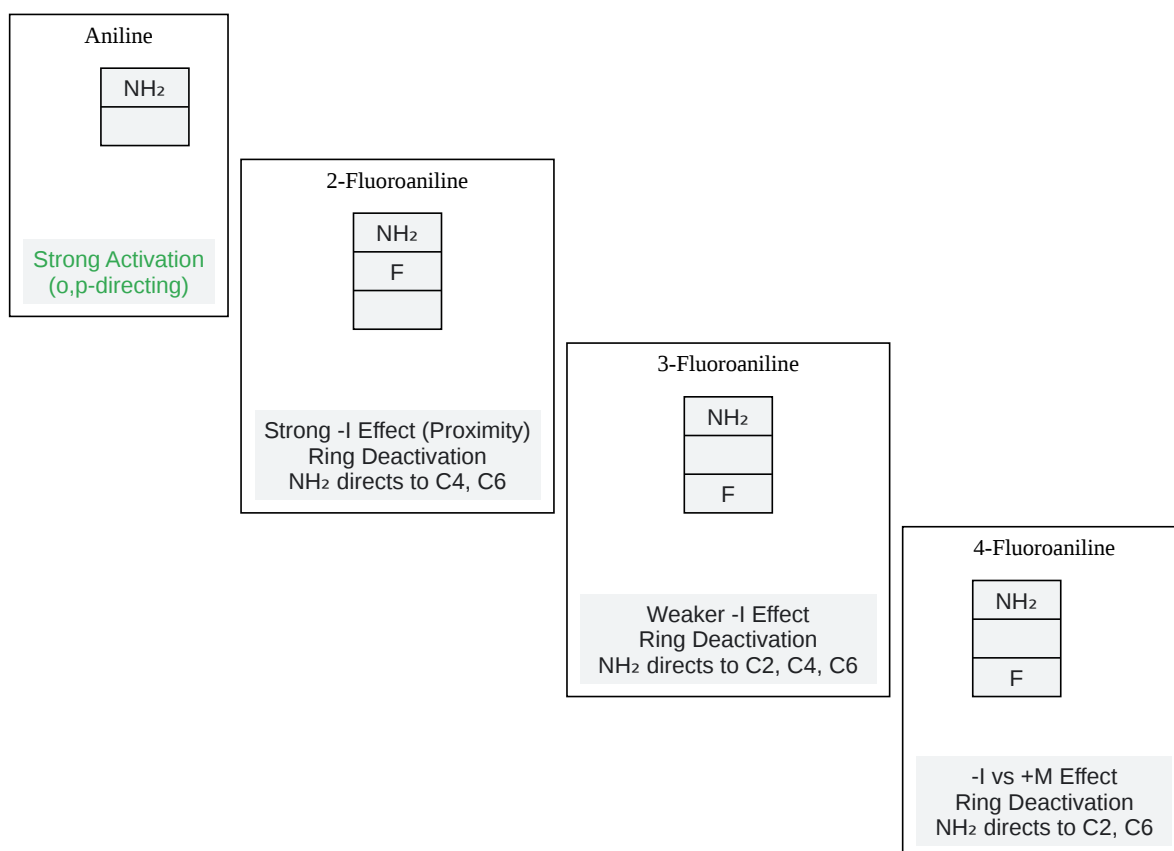 Aniline
NH₂
Strong Activation
(o,p-directing)
2-Fluoroaniline
NH₂
F
Strong -I Effect (Proximity)
Ring Deactivation
NH₂ directs to C4, C6
3-Fluoroaniline
NH₂
F
Weaker -I Effect
Ring Deactivation
NH₂ directs to C2, C4, C6
4-Fluoroaniline
NH₂
F
-I vs +M Effect
Ring Deactivation
NH₂ directs to C2, C6